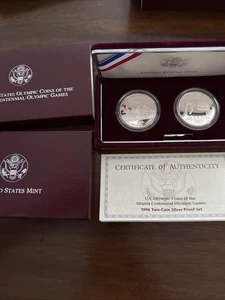 STATES OLYMPIC COINS OF THE
CENTENNIAL OLYMPIC GAMES
STATES MINT
CERTIFICATE OF AUTHENTICITY
U.S. Olympic Coins of the
Atlanta Centennial Olympic Games
1996 Two-Coin Silver Proof Set